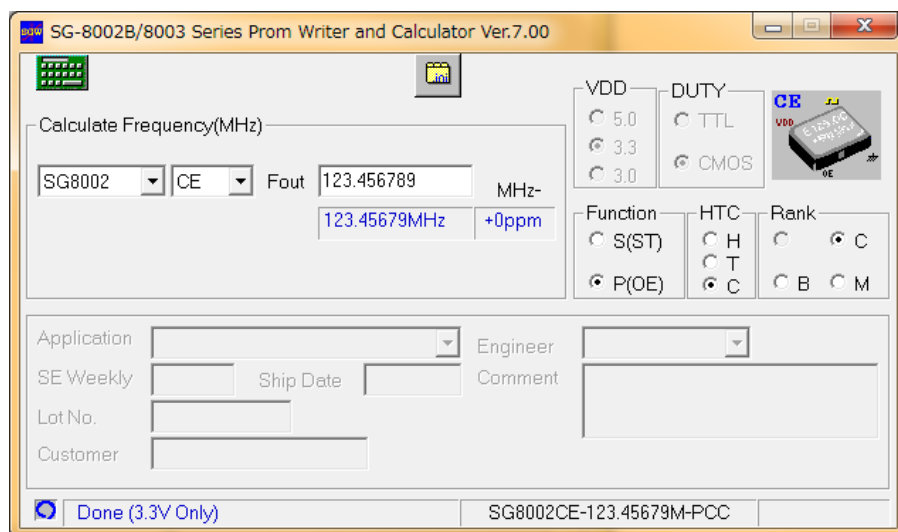 SG-8002B/8003 Series Prom Writer and Calculator Ver.7.00
.ini
Calculate Frequency(MHz)
SG8002 CE Fout 123.456789 MHz-
123.45679MHz +0ppm
VDD
5.0
3.3
3.0
DUTY
TTL
CMOS
CE
VDD
OE
Function
S(ST)
P(OE)
HTC
H
T
C
Rank
C
B M
Application
Engineer
SE Weekly Ship Date
Comment
Lot No.
Customer
Done (3.3V Only) SG8002CE-123.45679M-PCC